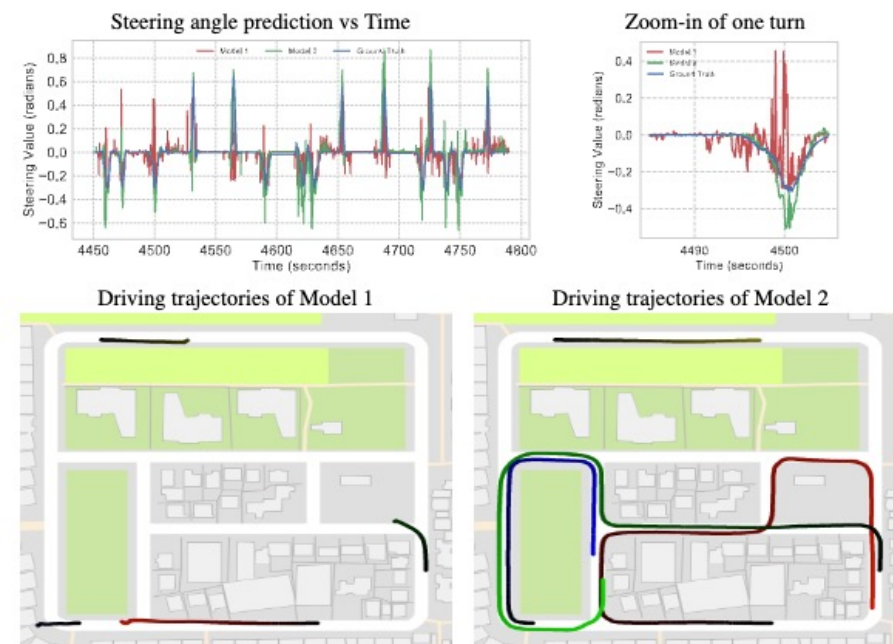 Steering angle prediction vs Time
Zoom-in of one turn
Model 1
Model 2
Ground Truth
0.8
0.6
0.4
0.2
0.0
−0.2
−0.4
−0.6
Steering Value (radians)
4450
4500
4550
4600
4650
4700
4750
4800
Time (seconds)
Model 1
Model 2
Ground Truth
0.4
0.2
0.0
−0.2
−0.4
Steering Value (radians)
4490
4500
Time (seconds)
Driving trajectories of Model 1
Driving trajectories of Model 2